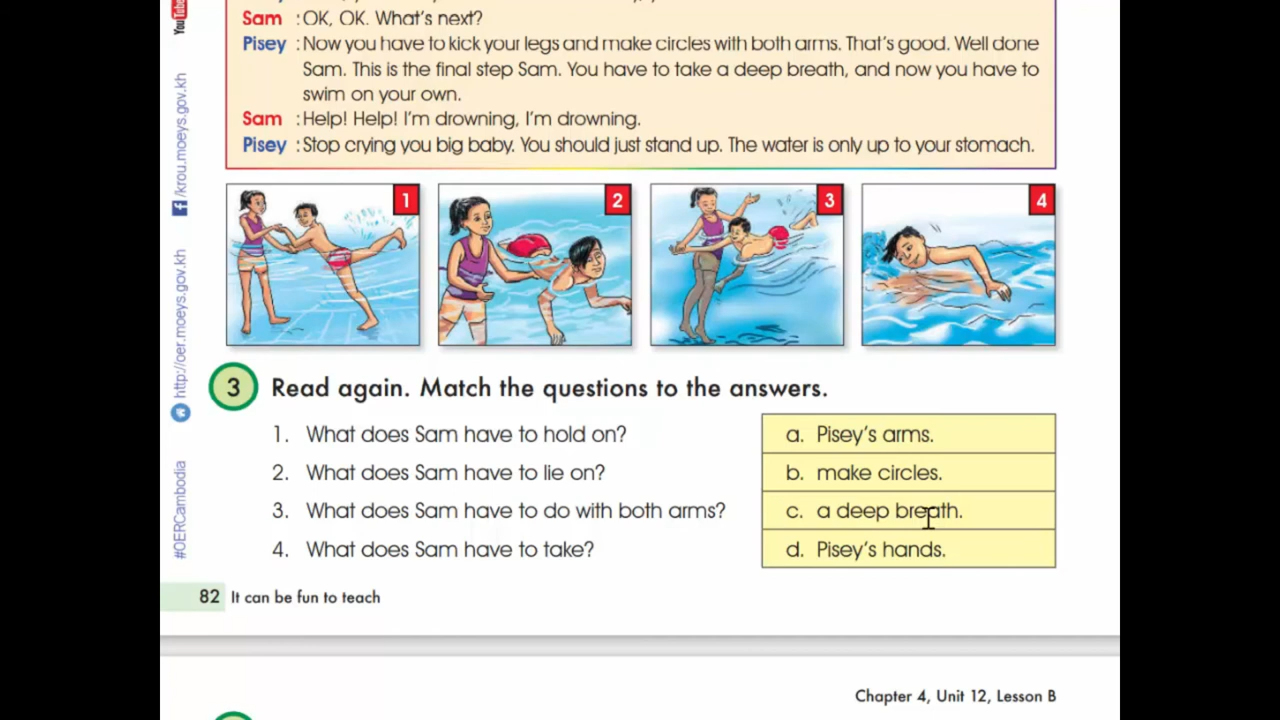 Sam : OK, OK. What's next?
Pisey : Now you have to kick your legs and make circles with both arms. That's good. Well done
Sam. This is the final step Sam. You have to take a deep breath, and now you have to
swim on your own.
Sam : Help! Help! I'm drowning, I'm drowning.
Pisey : Stop crying you big baby. You should just stand up. The water is only up to your stomach.
1
2
3
4
3 Read again. Match the questions to the answers.
1. What does Sam have to hold on?
2. What does Sam have to lie on?
3. What does Sam have to do with both arms?
4. What does Sam have to take?
a. Pisey's arms.
b. make circles.
c. a deep breath.
d. Pisey's hands.
82 It can be fun to teach
Chapter 4, Unit 12, Lesson B
YouTube
/krou.moeys.gov.kh
http://oer.moeys.gov.kh
#OERCambodia